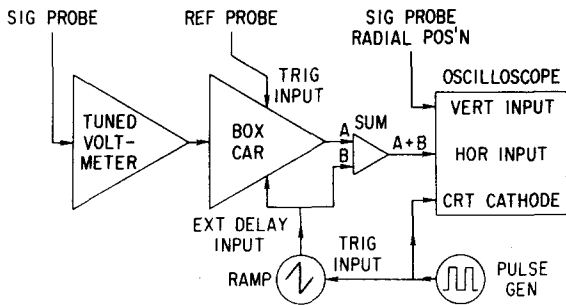 SIG PROBE
REF PROBE
SIG PROBE
RADIAL POS'N
OSCILLOSCOPE
TRIG
INPUT
VERT INPUT
TUNED
VOLT-
METER
BOX
CAR
A
SUM
B
A+B
HOR INPUT
CRT CATHODE
EXT DELAY
INPUT
TRIG
INPUT
RAMP
PULSE
GEN